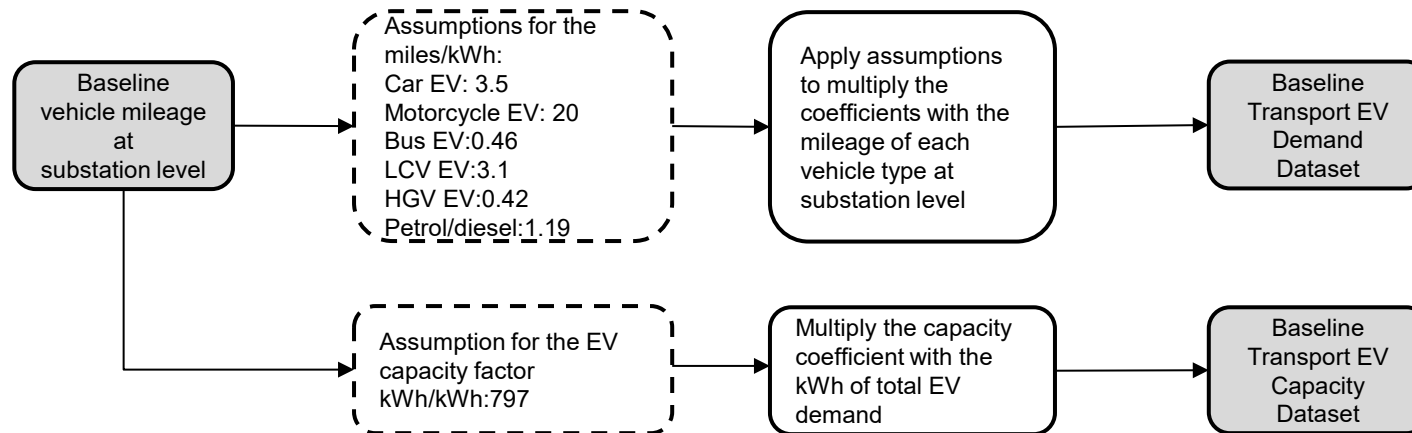 Baseline
vehicle mileage
at
substation level
Assumptions for the
miles/kWh:
Car EV: 3.5
Motorcycle EV: 20
Bus EV:0.46
LCV EV:3.1
HGV EV:0.42
Petrol/diesel:1.19
Apply assumptions
to multiply the
coefficients with the
mileage of each
vehicle type at
substation level
Baseline
Transport EV
Demand
Dataset
Assumption for the EV
capacity factor
kWh/kWh:797
Multiply the capacity
coefficient with the
kWh of total EV
demand
Baseline
Transport EV
Capacity
Dataset